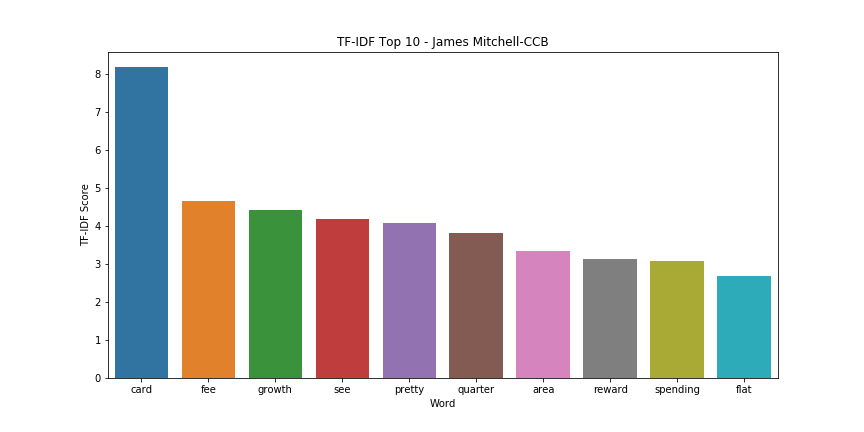 TF-IDF Top 10 - James Mitchell-CCB
TF-IDF Score
8
7
6
5
4
3
2
1
0
card fee growth see pretty quarter area reward spending flat
Word